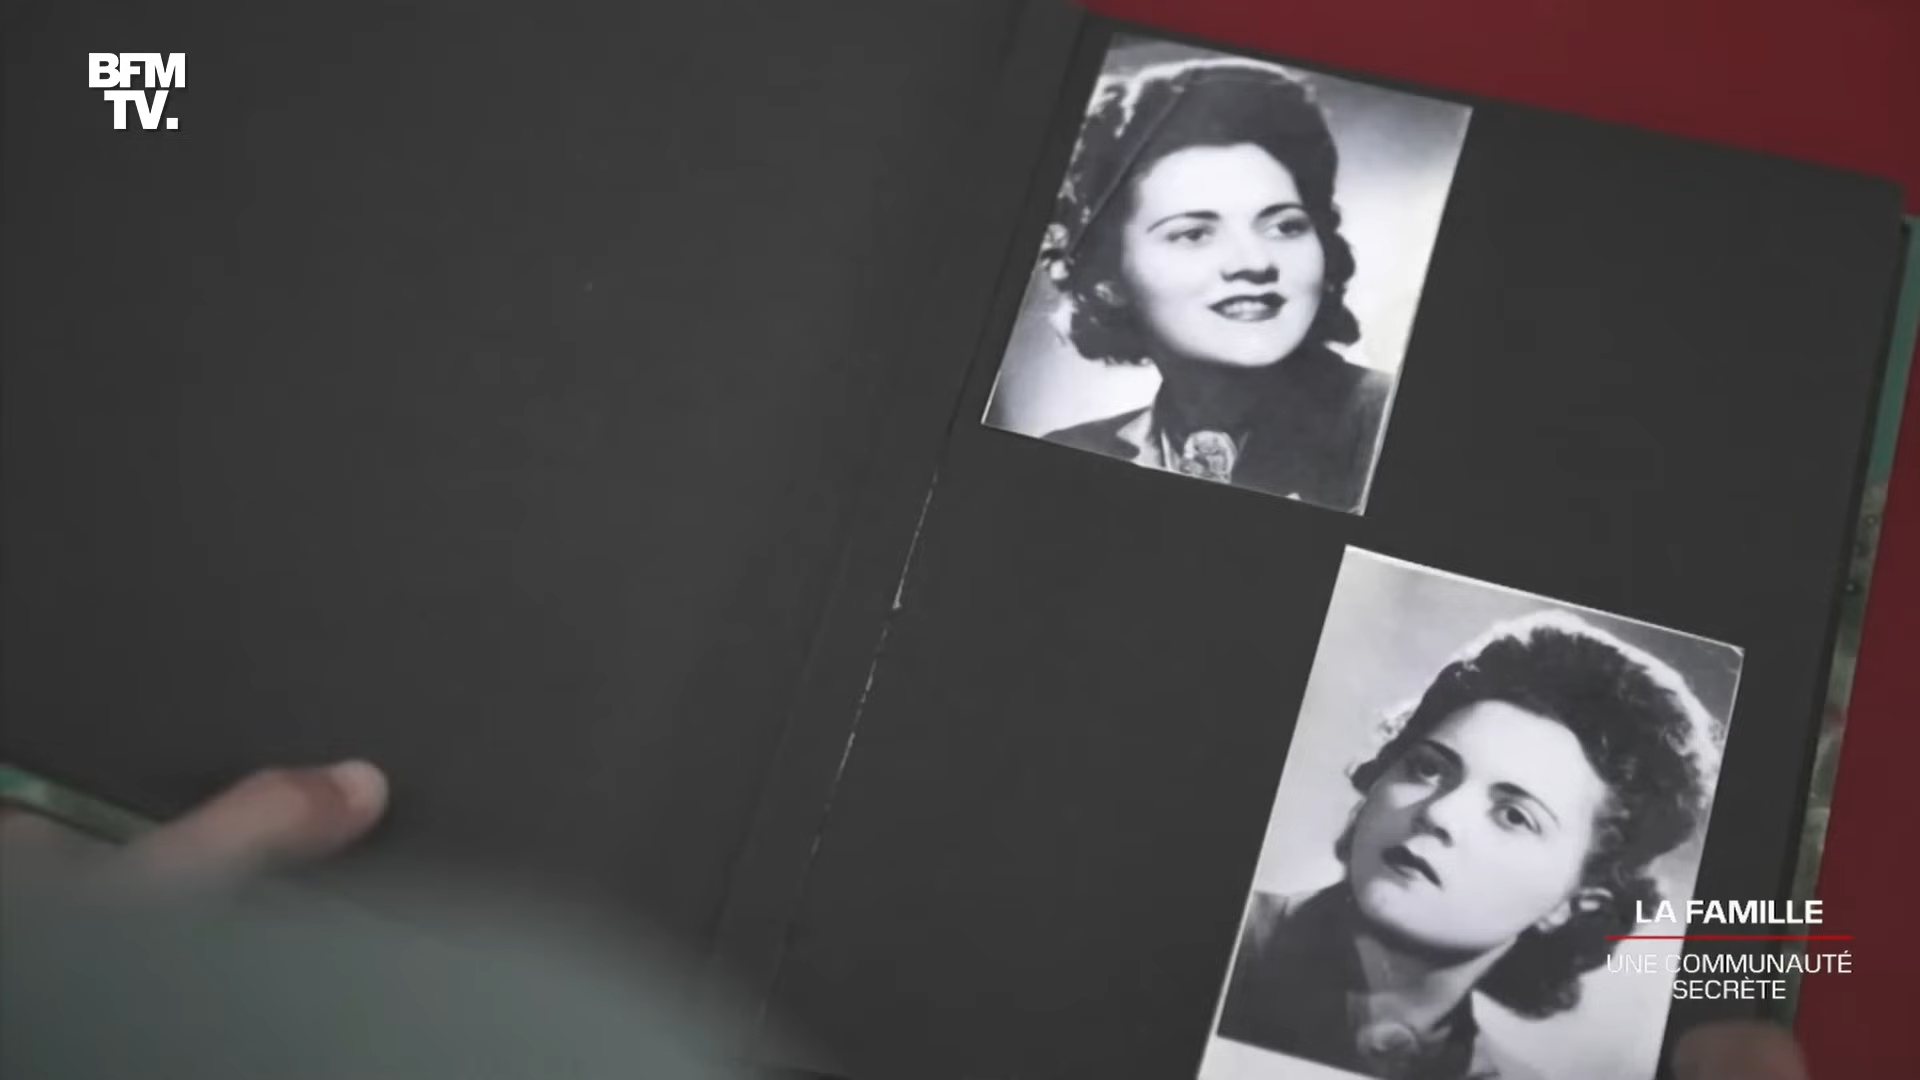 BFM
TV.
LA FAMILLE
UNE COMMUNAUTÉ
SECRÈTE